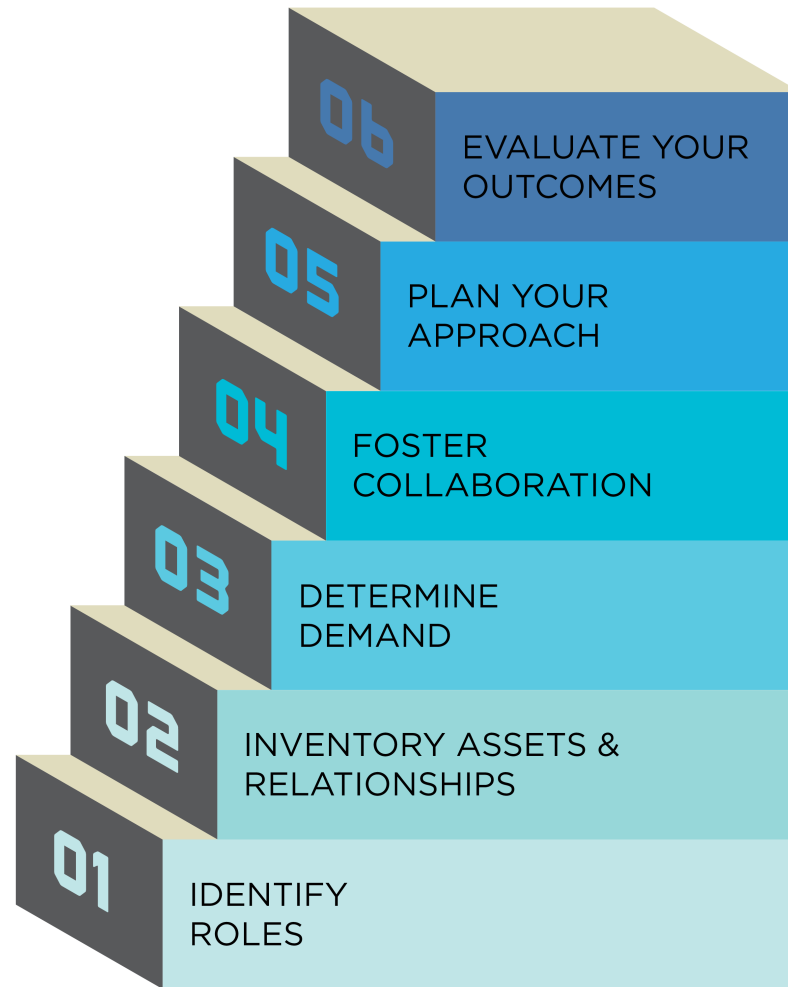 06
EVALUATE YOUR
OUTCOMES
05
PLAN YOUR
APPROACH
04
FOSTER
COLLABORATION
03
DETERMINE
DEMAND
02
INVENTORY ASSETS &
RELATIONSHIPS
01
IDENTIFY
ROLES